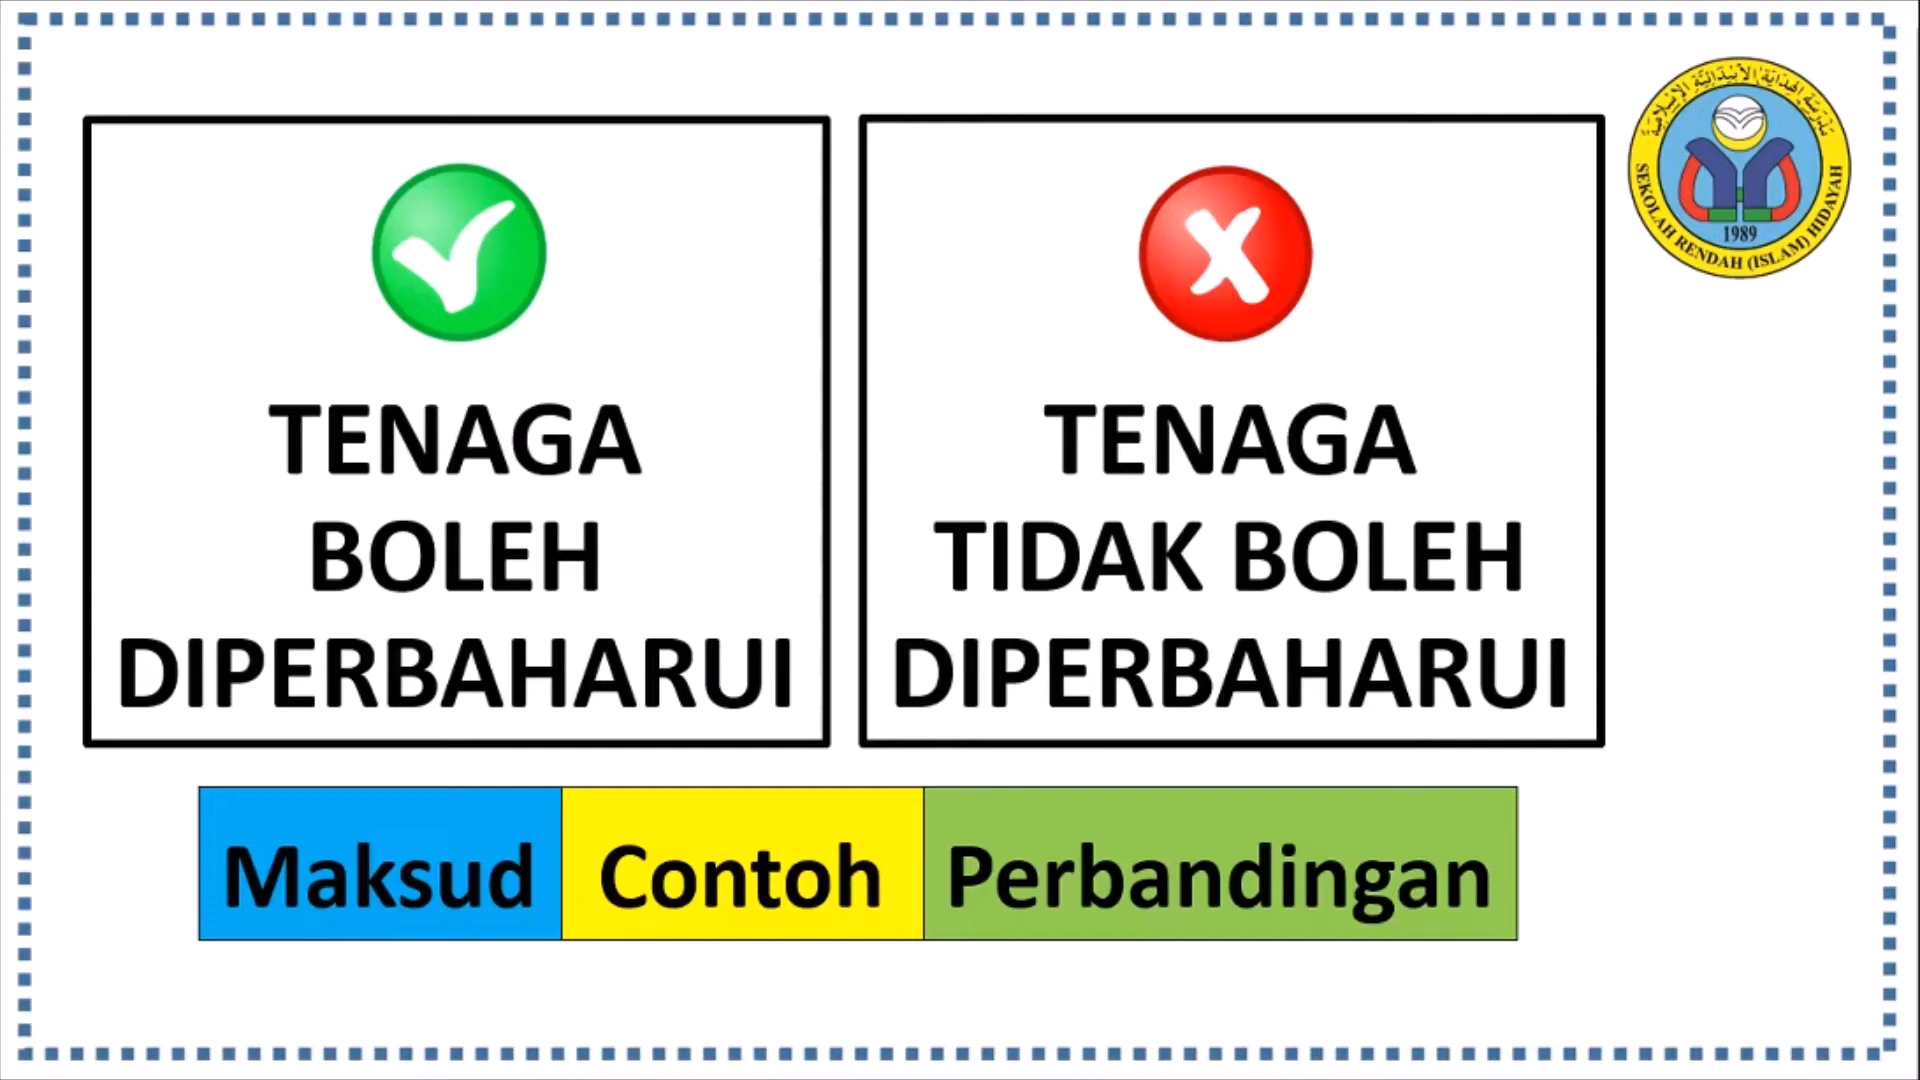 TENAGA
BOLEH
DIPERBAHARUI
TENAGA
TIDAK BOLEH
DIPERBAHARUI
Maksud Contoh Perbandingan
1989
SEKOLAH RENDAH (ISLAM) HIDAYAH